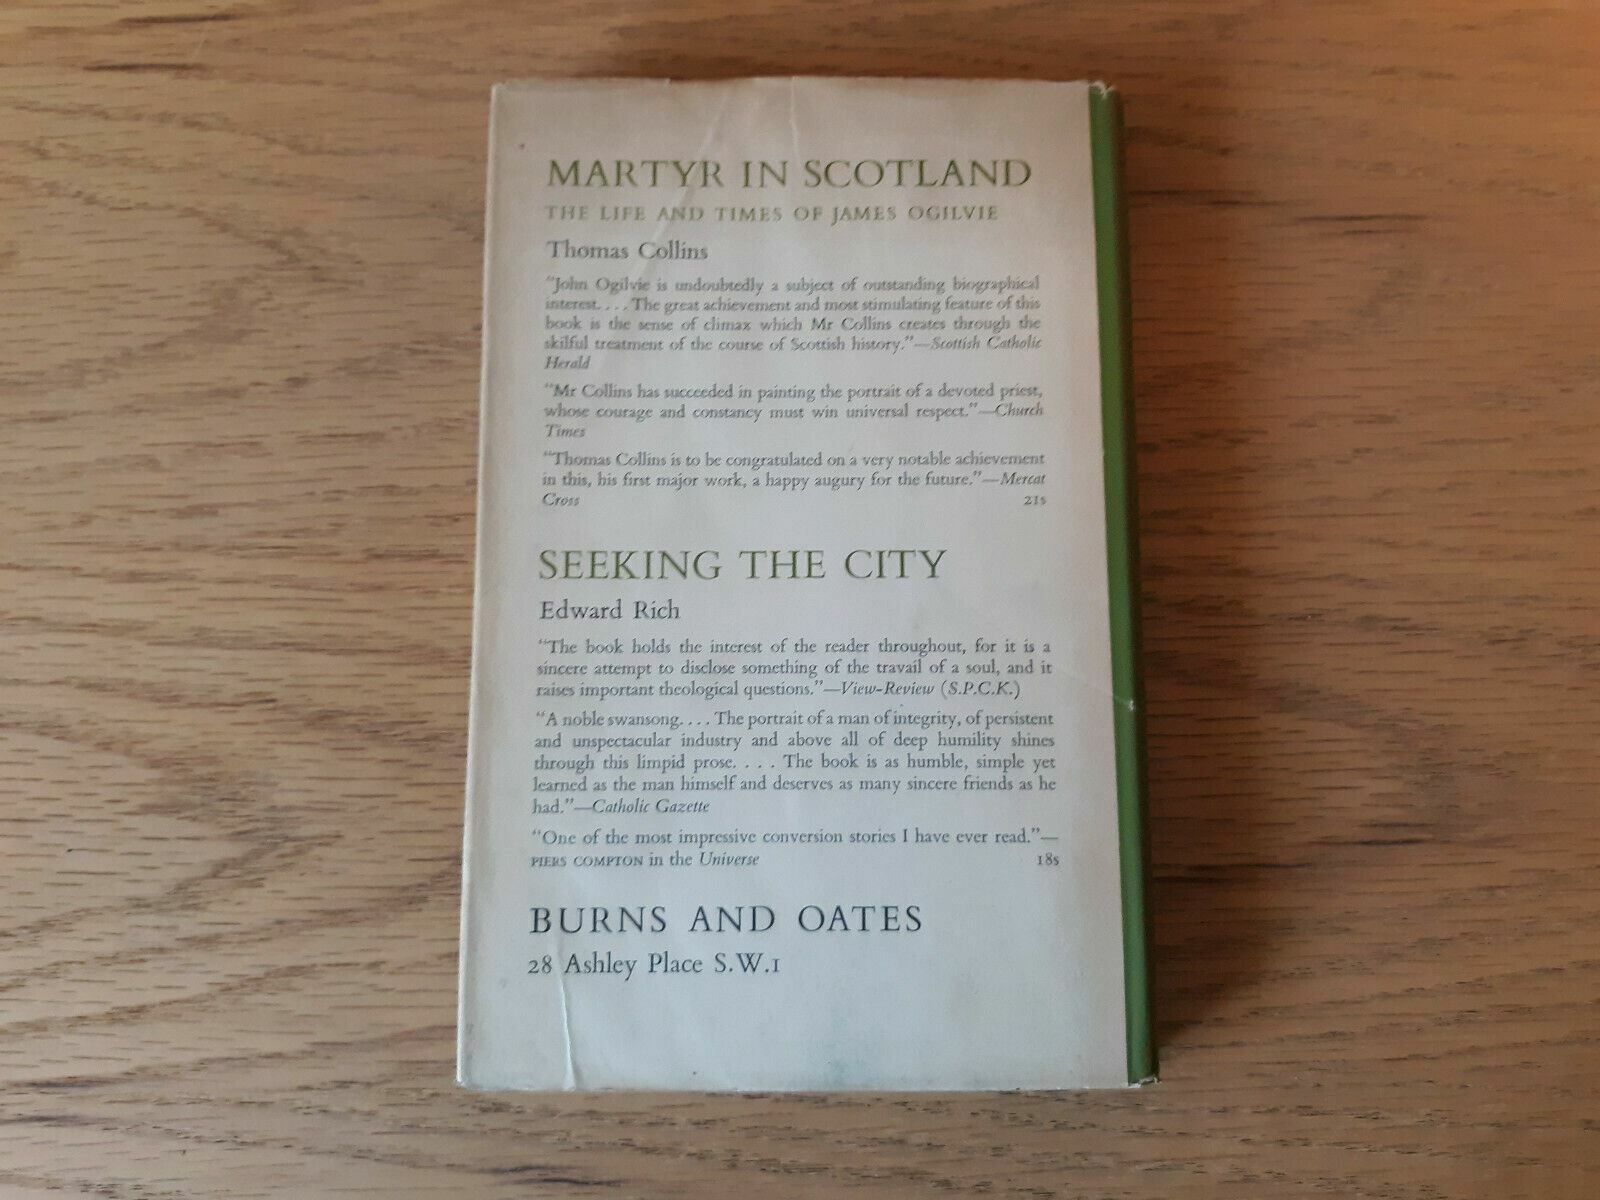 MARTYR IN SCOTLAND
THE LIFE AND TIMES OF JAMES OGILVIE
Thomas Collins
"John Ogilvie is undoubtedly a subject of outstanding biographical
interest. . . . The great achievement and most stimulating feature of this
book is the sense of climax which Mr Collins creates through the
skilful treatment of the course of Scottish history."—Scottish Catholic
Herald
"Mr Collins has succeeded in painting the portrait of a devoted priest,
whose courage and constancy must win universal respect."—Church
Times
"Thomas Collins is to be congratulated on a very notable achievement
in this, his first major work, a happy augury for the future."—Mercat
Cross 21s
SEEKING THE CITY
Edward Rich
"The book holds the interest of the reader throughout, for it is a
sincere attempt to disclose something of the travail of a soul, and it
raises important theological questions."—View-Review (S.P.C.K.)
"A noble swansong. . . . The portrait of a man of integrity, of persistent
and unspectacular industry and above all of deep humility shines
through this limpid prose. . . . The book is as humble, simple yet
learned as the man himself and deserves as many sincere friends as he
had."—Catholic Gazette
"One of the most impressive conversion stories I have ever read."—
PIERS COMPTON in the Universe 18s
BURNS AND OATES
28 Ashley Place S.W.1